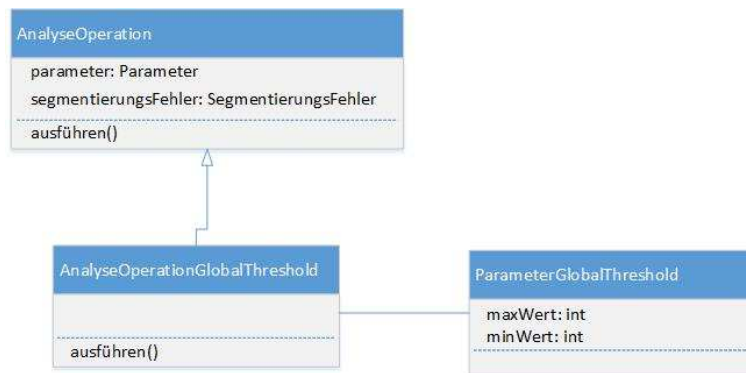 AnalyseOperation
parameter: Parameter
segmentierungsFehler: SegmentierungsFehler
ausführen()
AnalyseOperationGlobalThreshold
ausführen()
ParameterGlobalThreshold
maxWert: int
minWert: int